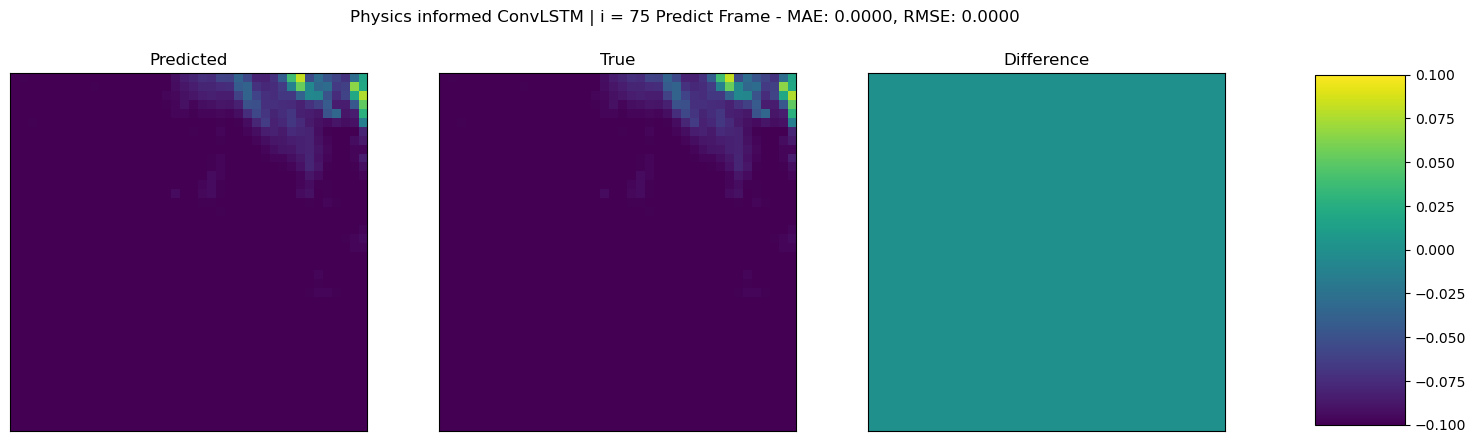 Physics informed ConvLSTM | i = 75 Predict Frame - MAE: 0.0000, RMSE: 0.0000
Predicted
True
Difference
0.100
0.075
0.050
0.025
0.000
−0.025
−0.050
−0.075
−0.100